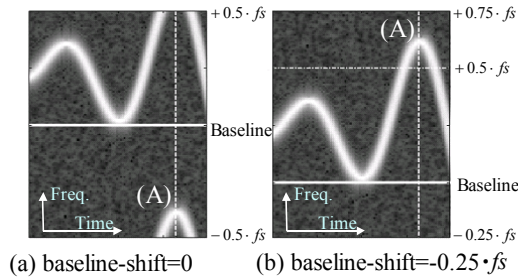 + 0.5· fs
(A)
Baseline
Freq.
Time
– 0.5· fs
(a) baseline-shift=0
+ 0.75· fs
(A)
+ 0.5· fs
Baseline
Freq.
Time
– 0.25· fs
(b) baseline-shift=-0.25・fs